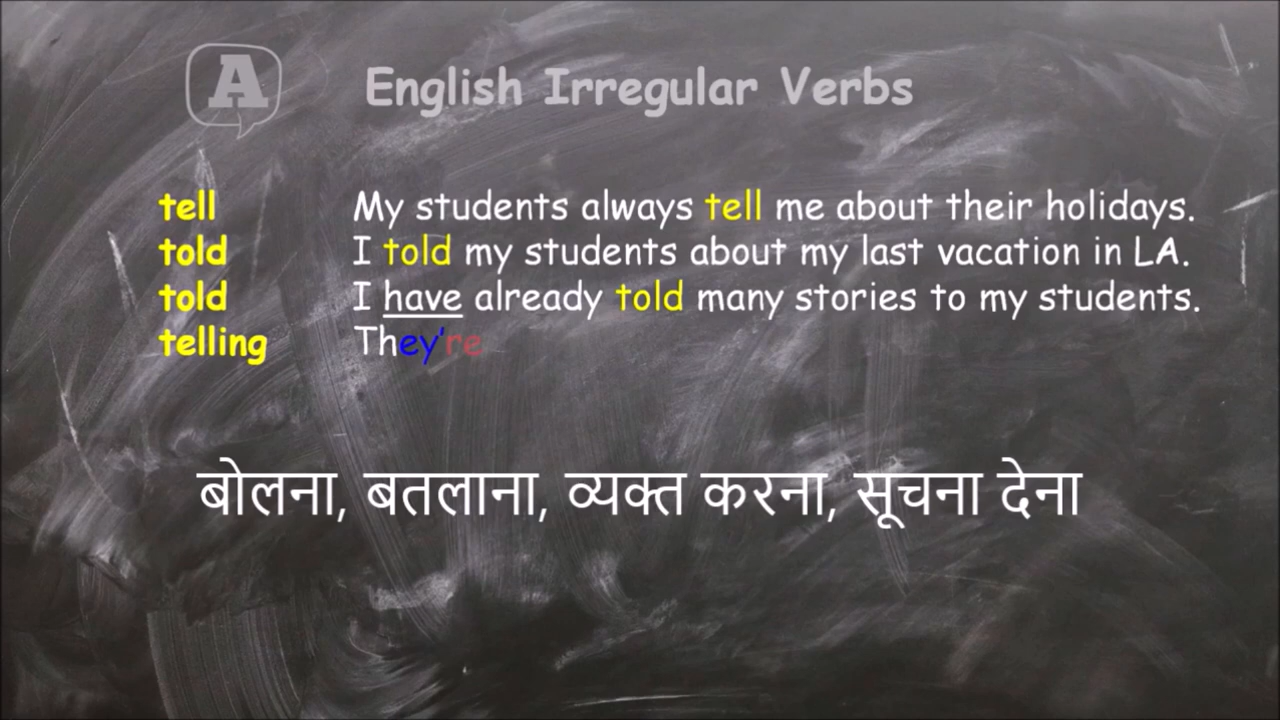 A
English Irregular Verbs
tell My students always tell me about their holidays.
told I told my students about my last vacation in LA.
told I have already told many stories to my students.
telling They're
बोलना, बतलाना, व्यक्त करना, सूचना देना